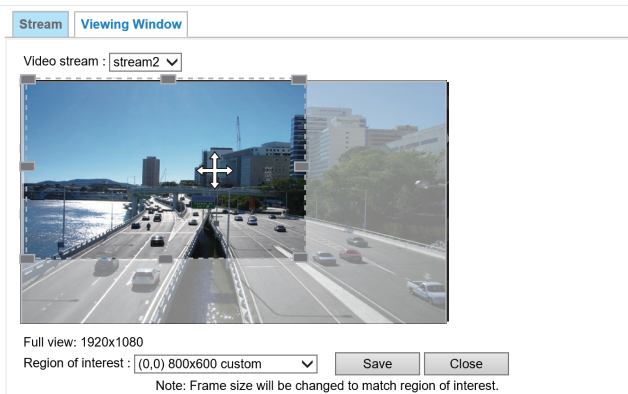 Stream Viewing Window
Video stream : stream2
Full view: 1920x1080
Region of interest : (0,0) 800x600 custom Save Close
Note: Frame size will be changed to match region of interest.